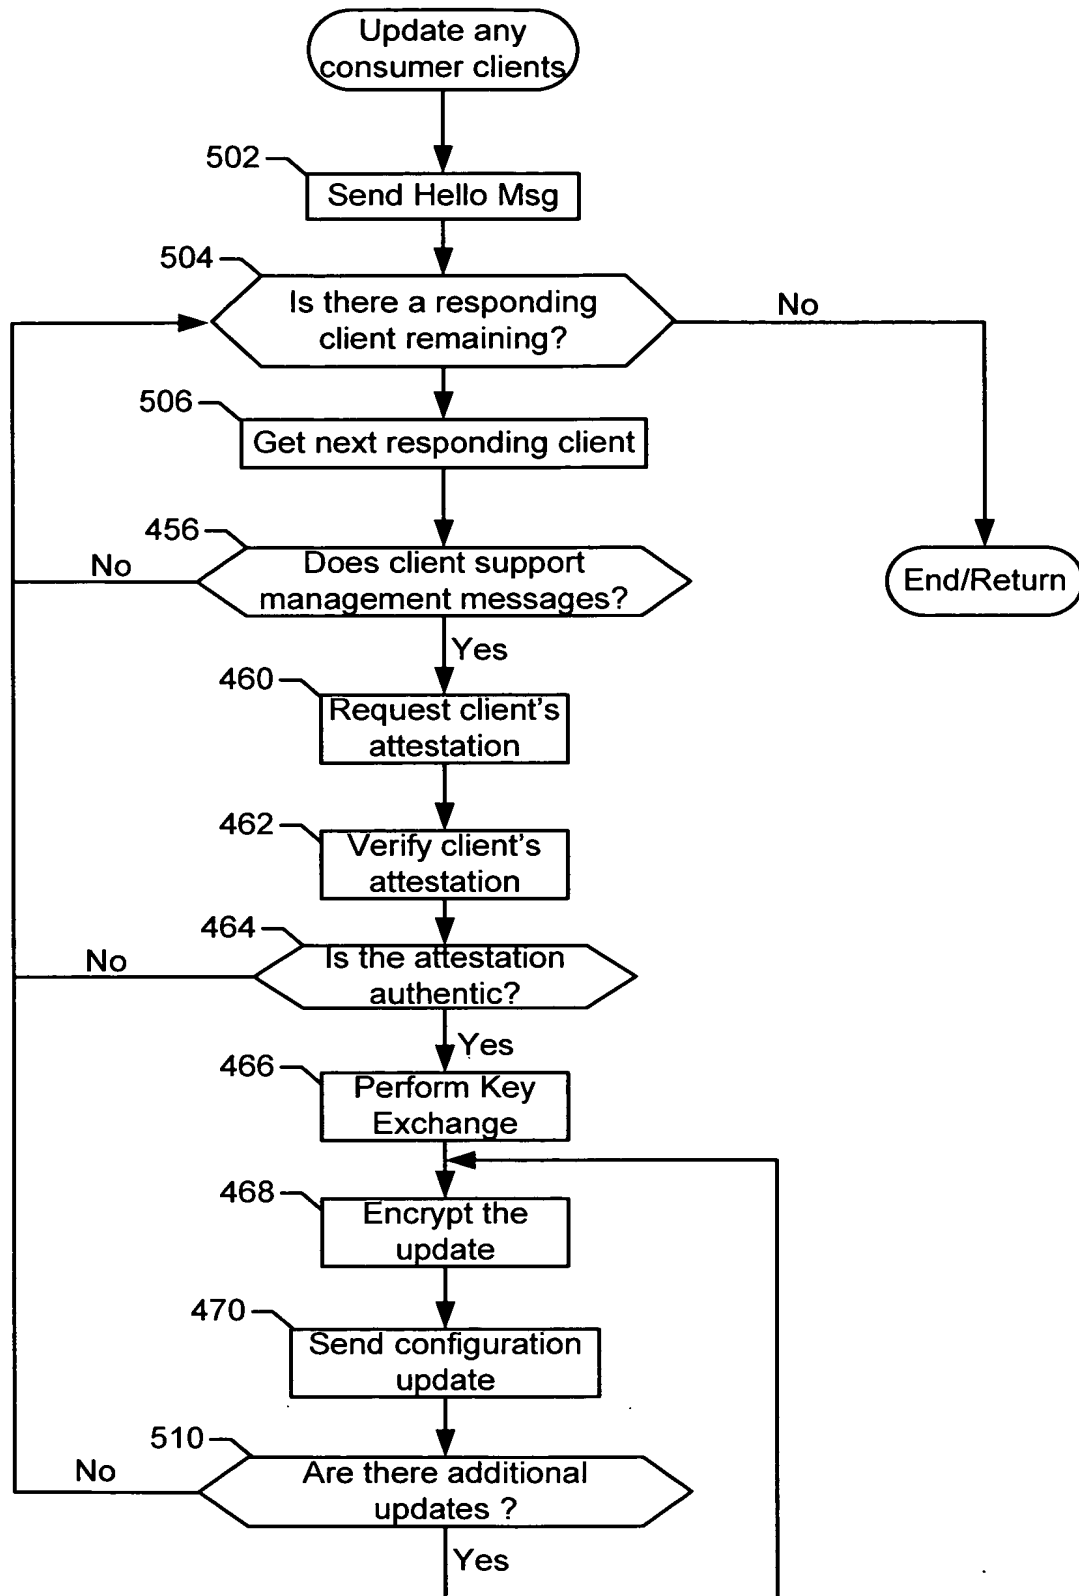 Update any
consumer clients
502
Send Hello Msg
504
Is there a responding
client remaining?
No
506
Get next responding client
456
No
Does client support
management messages?
End/Return
Yes
460
Request client's
attestation
462
Verify client's
attestation
464
No
Is the attestation
authentic?
Yes
466
Perform Key
Exchange
468
Encrypt the
update
470
Send configuration
update
510
No
Are there additional
updates ?
Yes